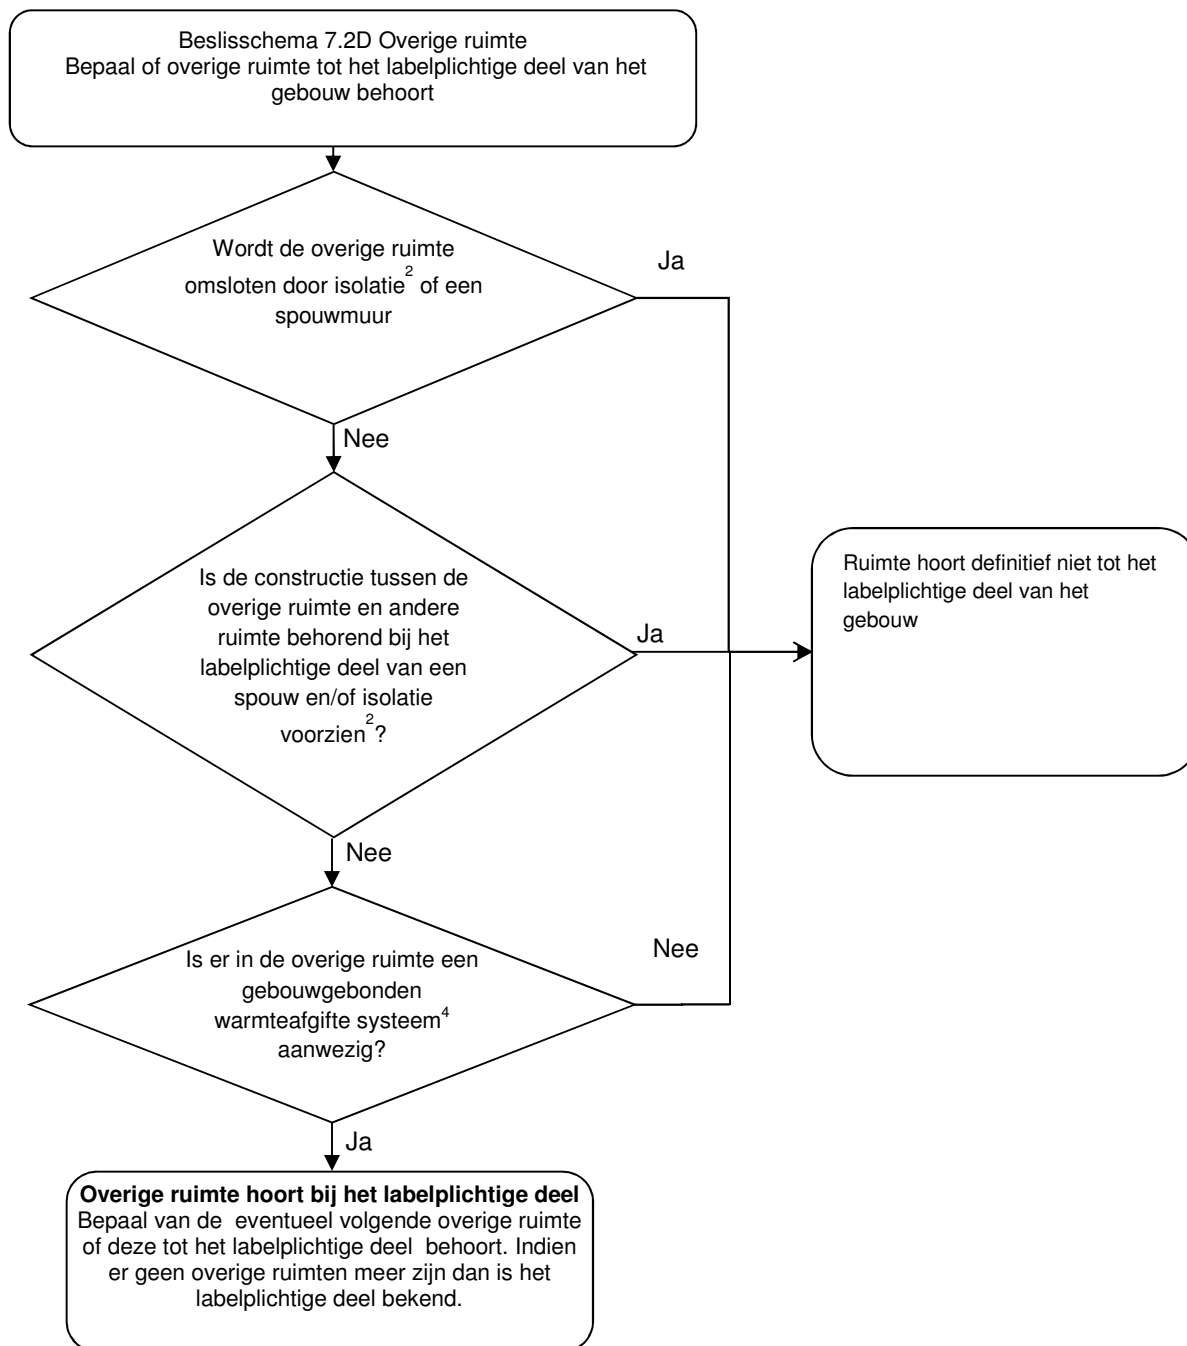 Beslisschema 7.2D Overige ruimte
Bepaal of overige ruimte tot het labelplichtige deel van het
gebouw behoort
Wordt de overige ruimte
omsloten door isolatie2 of een
spouwmuur
Ja
Nee
Is de constructie tussen de
overige ruimte en andere
ruimte behorend bij het
labelplichtige deel van een
spouw en/of isolatie
voorzien2?
Ja
Ruimte hoort definitief niet tot het
labelplichtige deel van het
gebouw
Nee
Is er in de overige ruimte een
gebouwgebonden
warmteafgifte systeem4
aanwezig?
Nee
Ja
Overige ruimte hoort bij het labelplichtige deel
Bepaal van de  eventueel volgende overige ruimte
of deze tot het labelplichtige deel  behoort. Indien
er geen overige ruimten meer zijn dan is het
labelplichtige deel bekend.